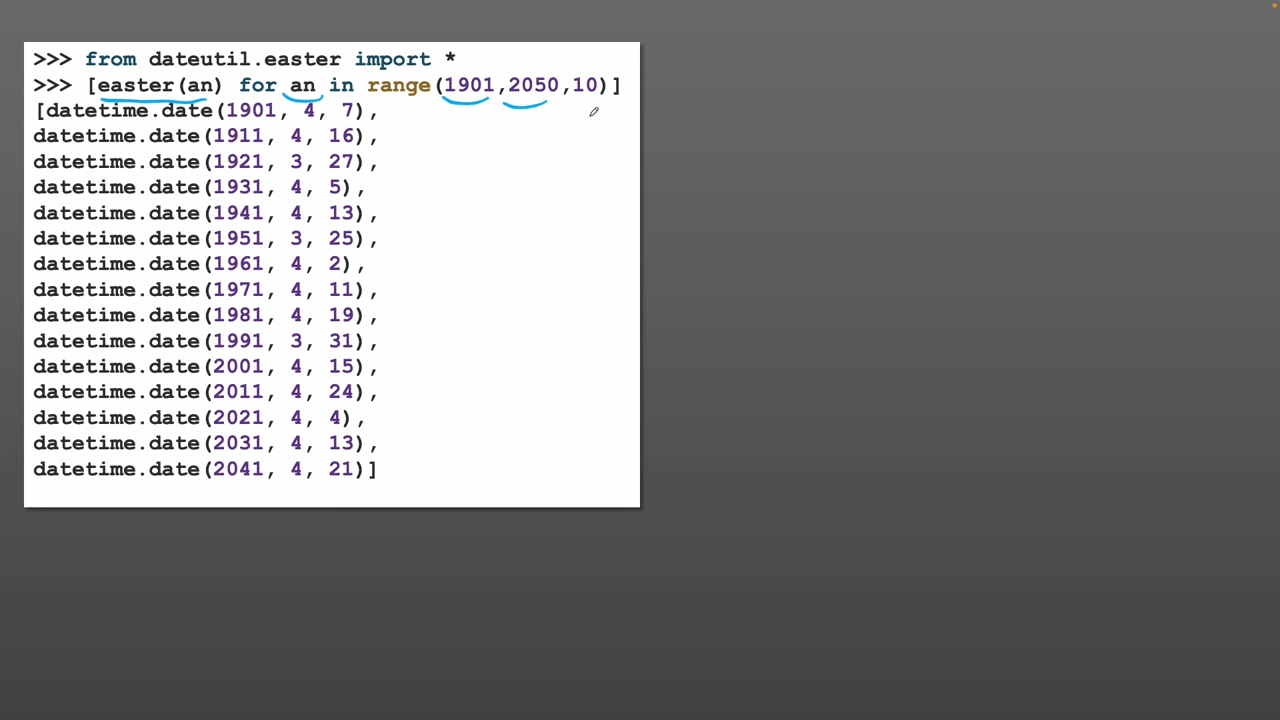 >>> from dateutil.easter import *
>>> [easter(an) for an in range(1901,2050,10)]
[datetime.date(1901, 4, 7),
datetime.date(1911, 4, 16),
datetime.date(1921, 3, 27),
datetime.date(1931, 4, 5),
datetime.date(1941, 4, 13),
datetime.date(1951, 3, 25),
datetime.date(1961, 4, 2),
datetime.date(1971, 4, 11),
datetime.date(1981, 4, 19),
datetime.date(1991, 3, 31),
datetime.date(2001, 4, 15),
datetime.date(2011, 4, 24),
datetime.date(2021, 4, 4),
datetime.date(2031, 4, 13),
datetime.date(2041, 4, 21)]